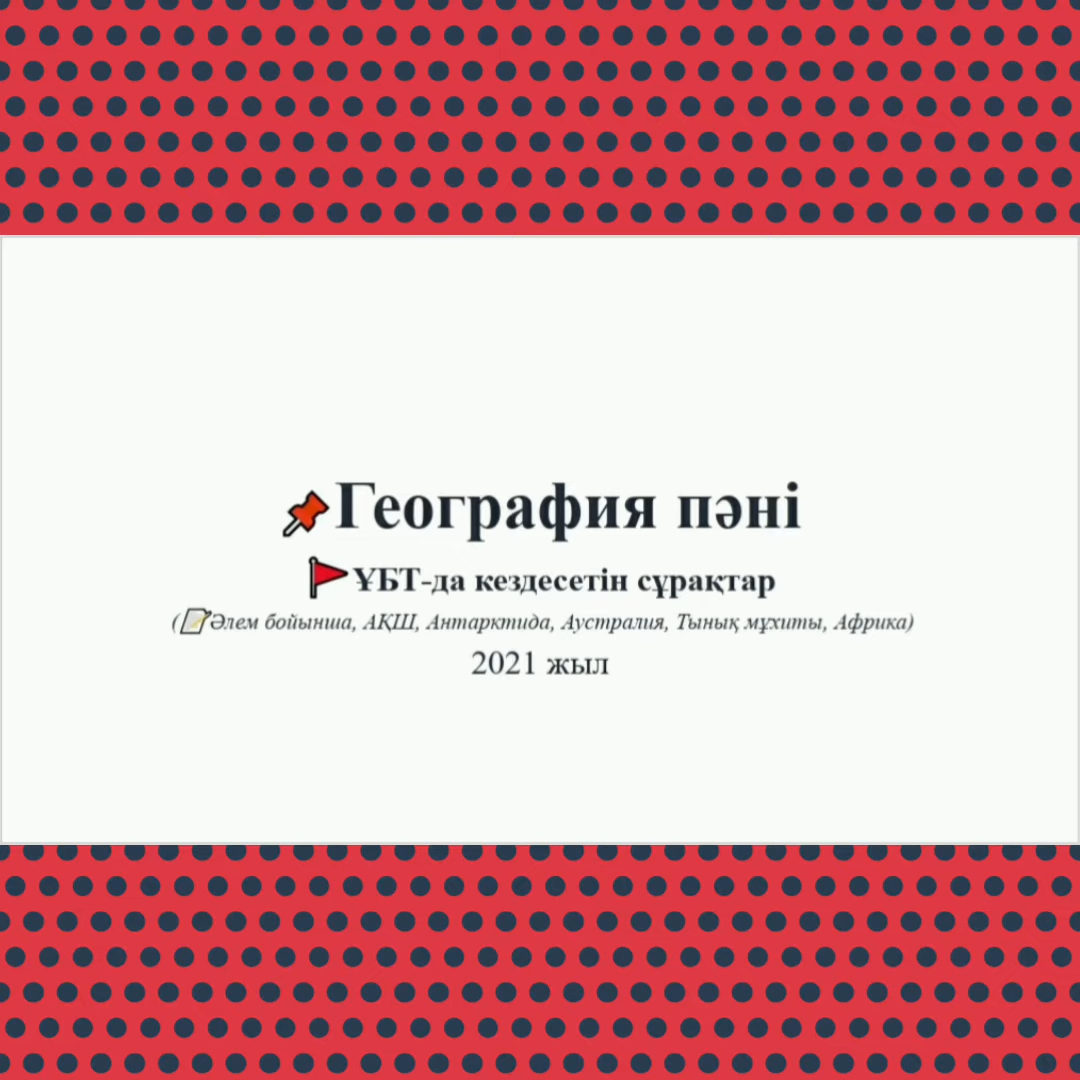 География пәні
ҰБТ-да кездесетін сұрақтар
(Әлем бойынша, АҚШ, Антарктида, Аустралия, Тынық мұхиты, Африка)
2021 жыл